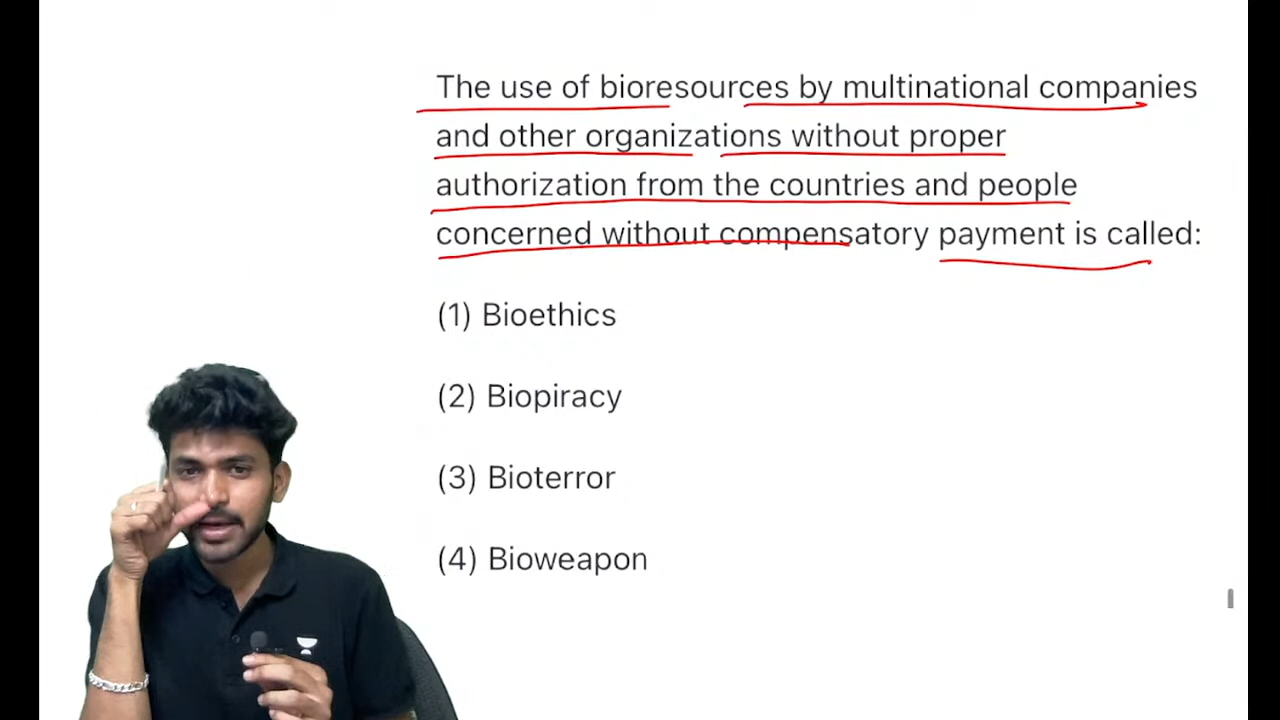 The use of bioresources by multinational companies
and other organizations without proper
authorization from the countries and people
concerned without compensatory payment is called:
(1) Bioethics
(2) Biopiracy
(3) Bioterror
(4) Bioweapon